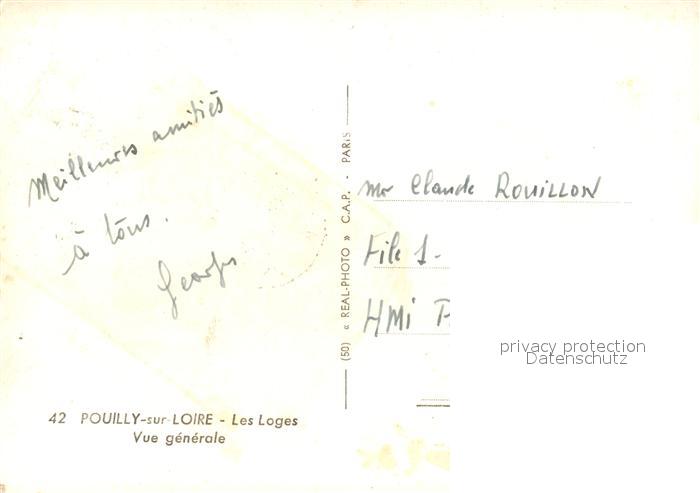 Meilleures amitiés
à tous.
Georges
42 POUILLY-sur-LOIRE - Les Loges
Vue générale
(50) « REAL-PHOTO » C.A.P. - PARIS
Mr Claude ROUILLON
File 1.
HMi
privacy protection
Datenschutz